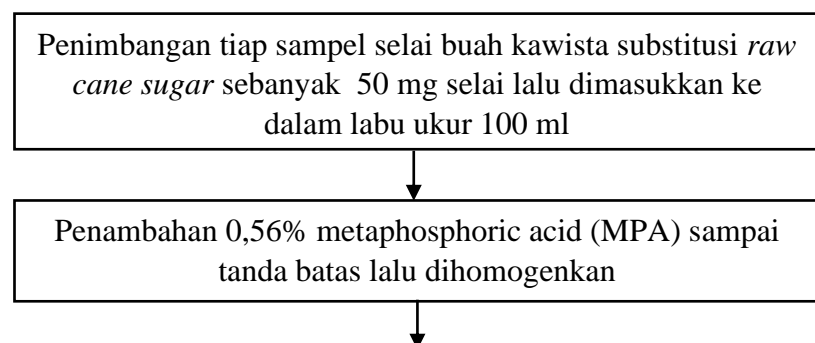 Penimbangan tiap sampel selai buah kawista substitusi raw
cane sugar sebanyak  50 mg selai lalu dimasukkan ke
dalam labu ukur 100 ml
Penambahan 0,56% metaphosphoric acid (MPA) sampai
tanda batas lalu dihomogenkan